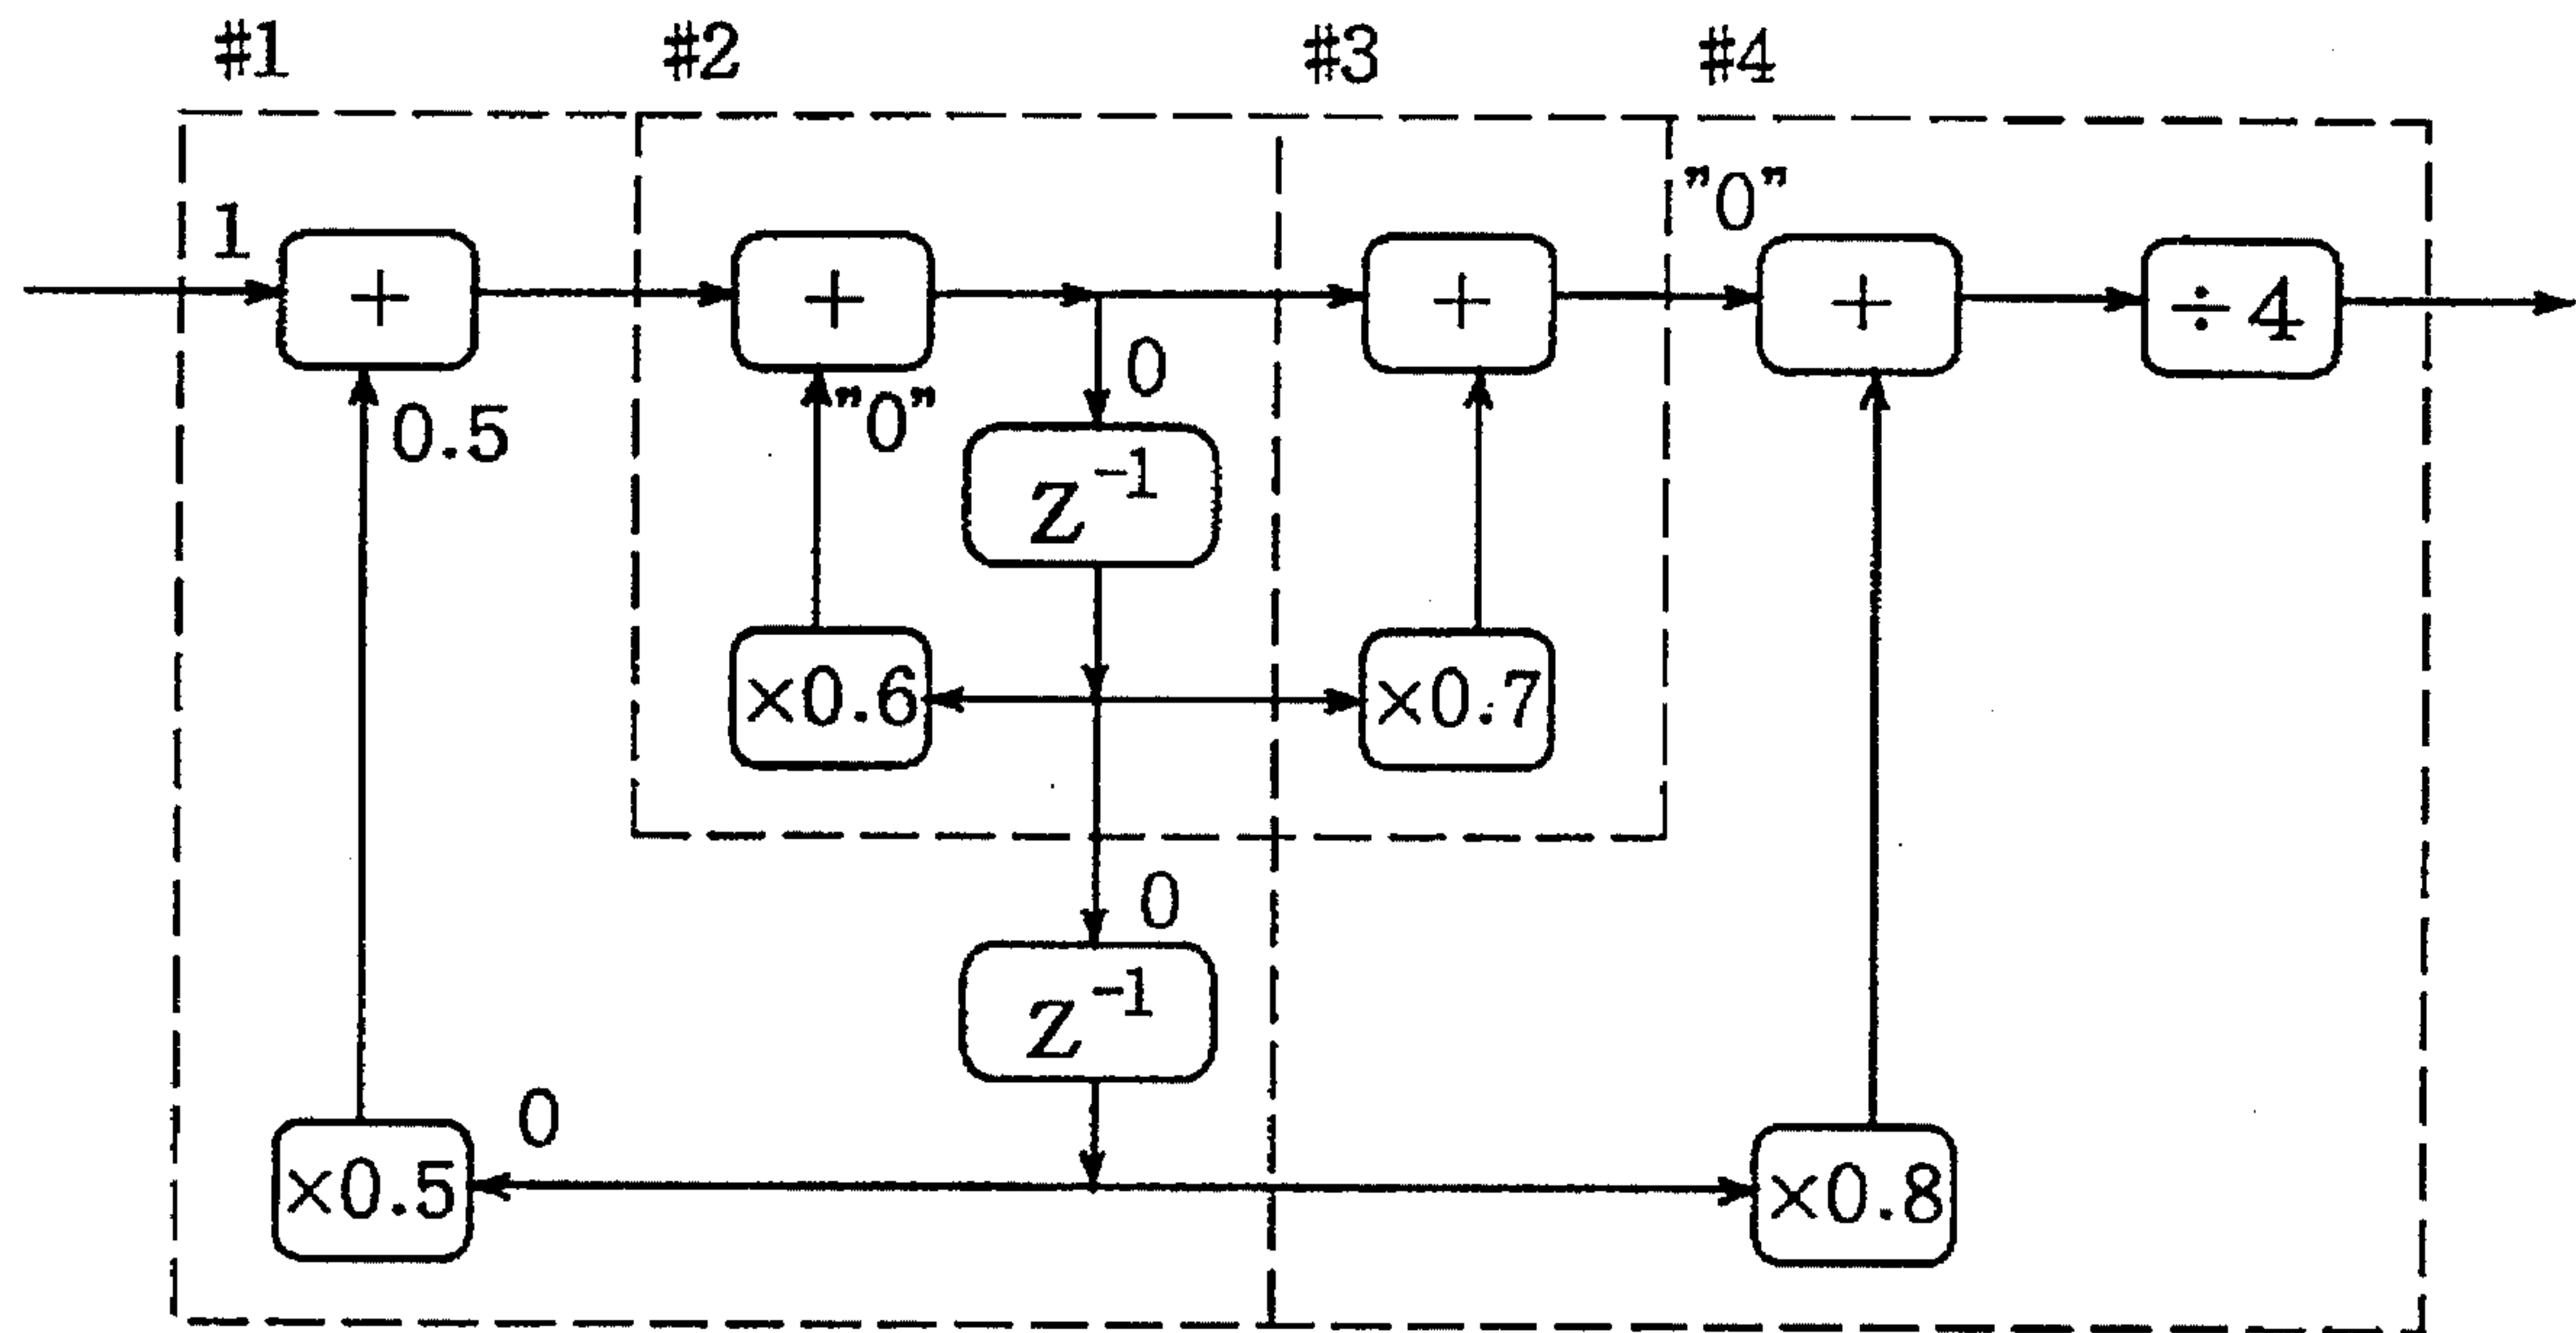 #1 #2 #3 #4
1 "0"
+ + + + ÷4
0
0.5 "0"
z⁻¹
×0.6 ×0.7
0
z⁻¹
0
×0.5 ×0.8